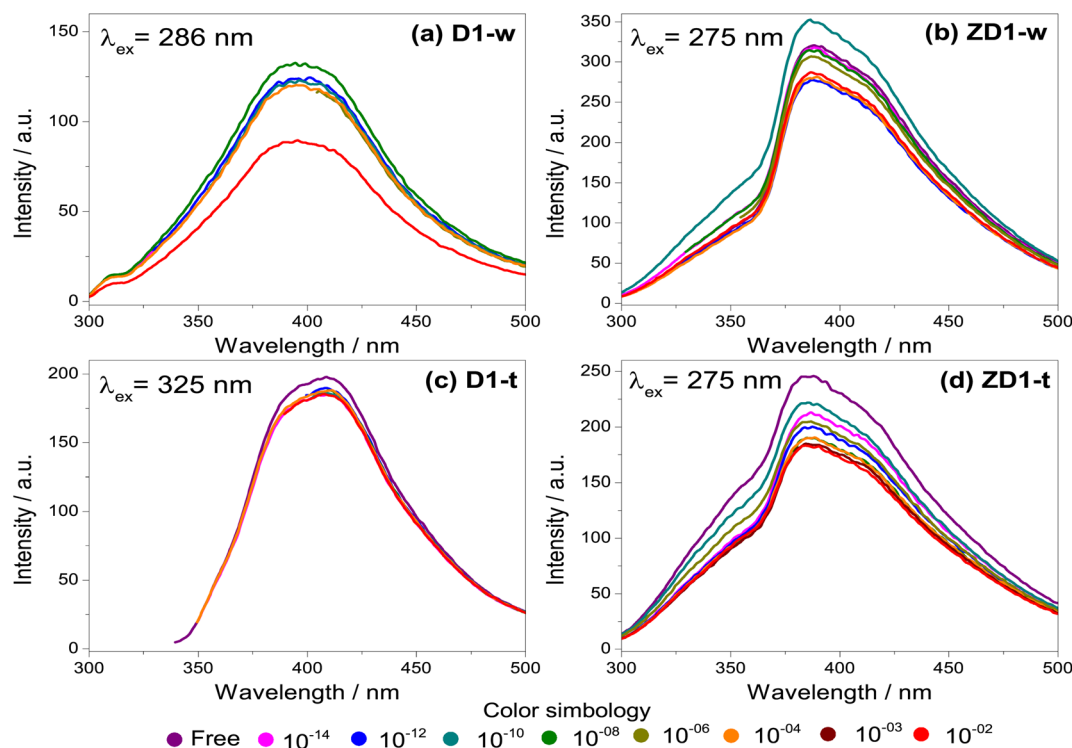 λex= 286 nm
(a) D1-w
150
100
50
0
300
350
400
450
500
Intensity / a.u.
Wavelength / nm
λex= 275 nm
(b) ZD1-w
350
300
250
200
150
100
50
0
300
350
400
450
500
Intensity / a.u.
Wavelength / nm
λex= 325 nm
(c) D1-t
200
150
100
50
0
300
350
400
450
500
Intensity / a.u.
Wavelength / nm
λex= 275 nm
(d) ZD1-t
250
200
150
100
50
0
300
350
400
450
500
Intensity / a.u.
Wavelength / nm
Color simbology
Free 10⁻¹⁴ 10⁻¹² 10⁻¹⁰ 10⁻⁰⁸ 10⁻⁰⁶ 10⁻⁰⁴ 10⁻⁰³ 10⁻⁰²